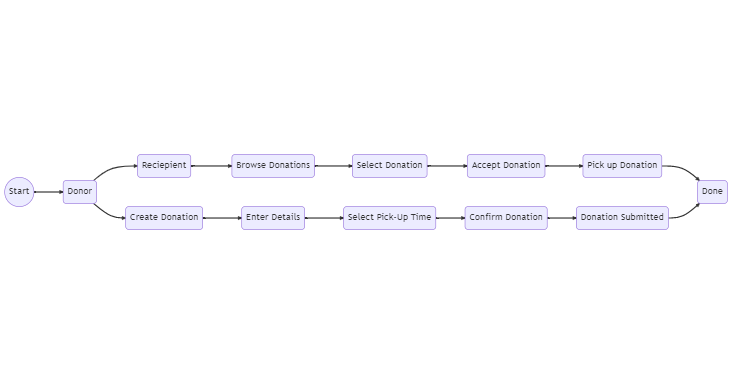 Start
Donor
Reciepient
Browse Donations
Select Donation
Accept Donation
Pick up Donation
Create Donation
Enter Details
Select Pick-Up Time
Confirm Donation
Donation Submitted
Done